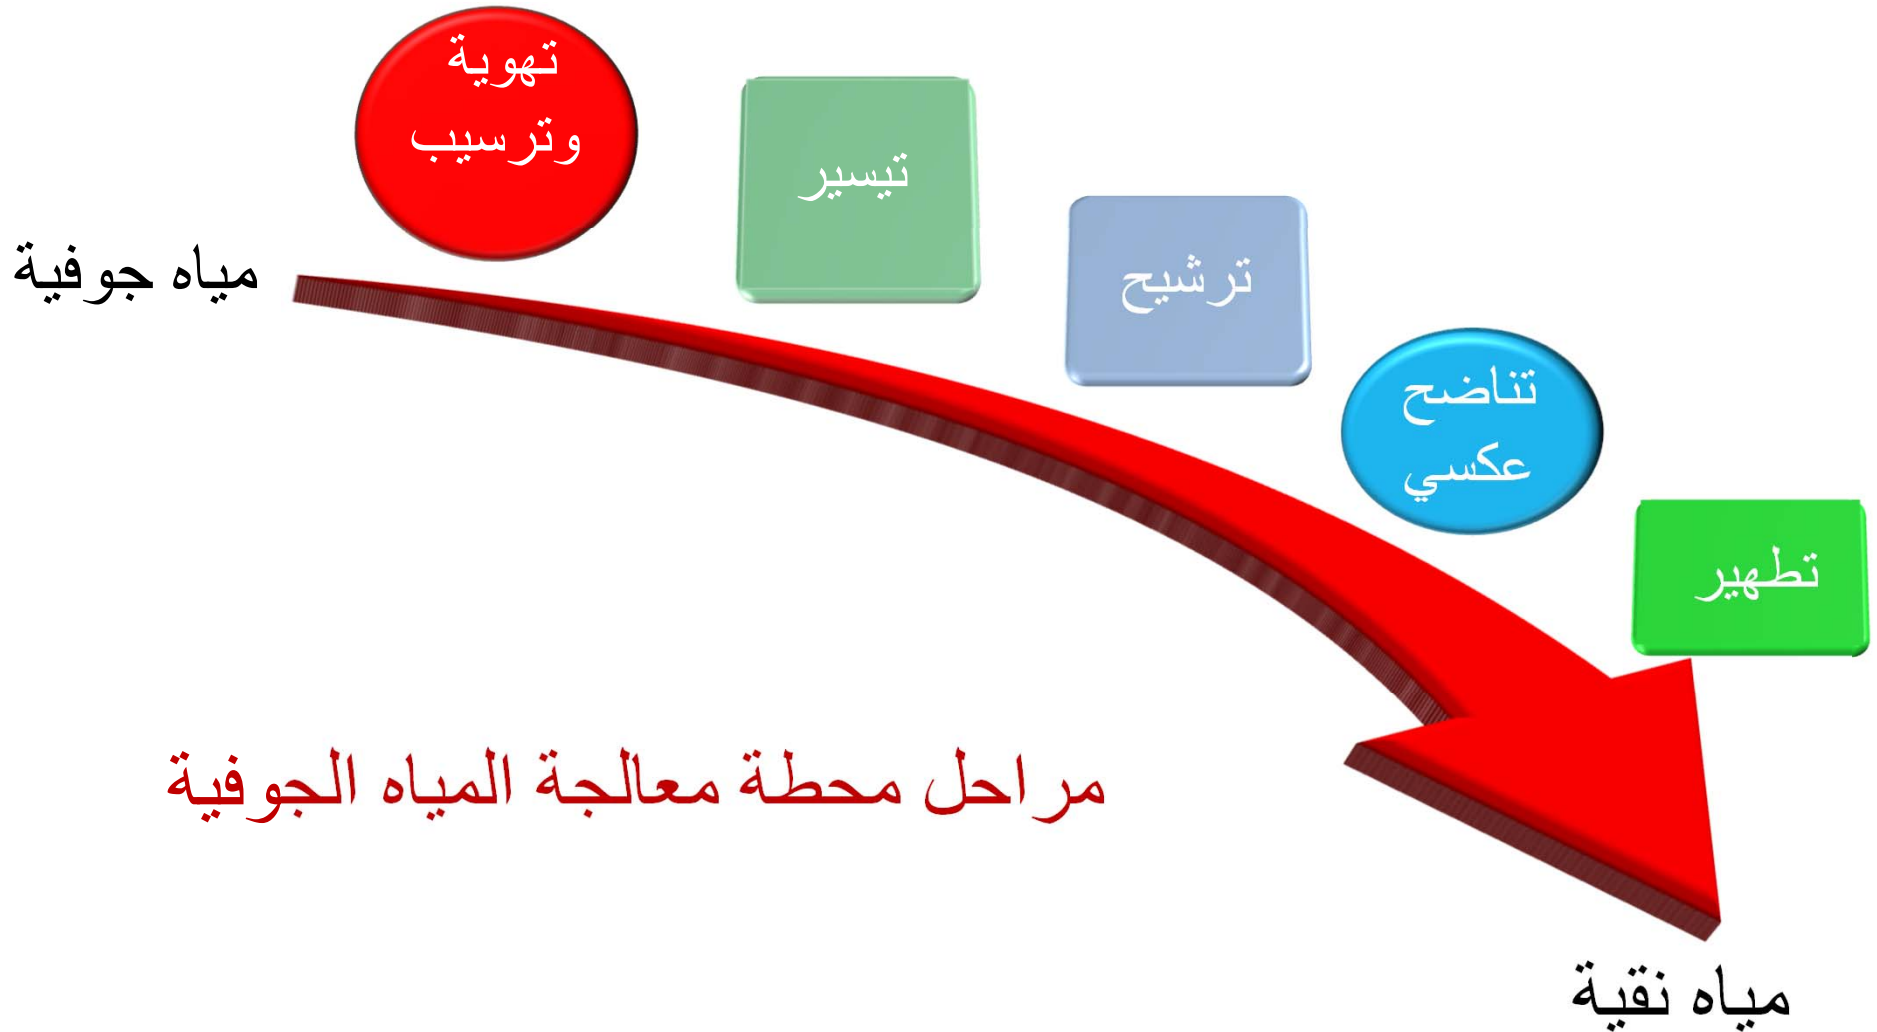 مياه جوفية
تهوية
وترسيب
تيسير
ترشيح
تناضح
عكسي
تطهير
مياه نقية
مراحل محطة معالجة المياه الجوفية